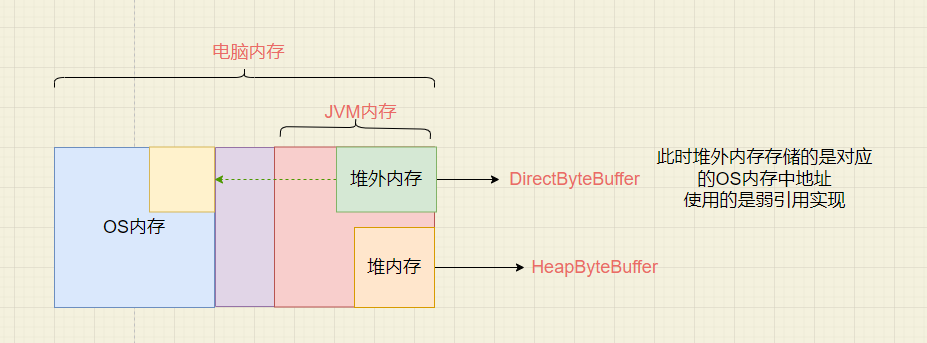 电脑内存
JVM内存
OS内存
堆外内存
DirectByteBuffer
此时堆外内存存储的是对应
的OS内存中地址
使用的是弱引用实现
堆内存
HeapByteBuffer